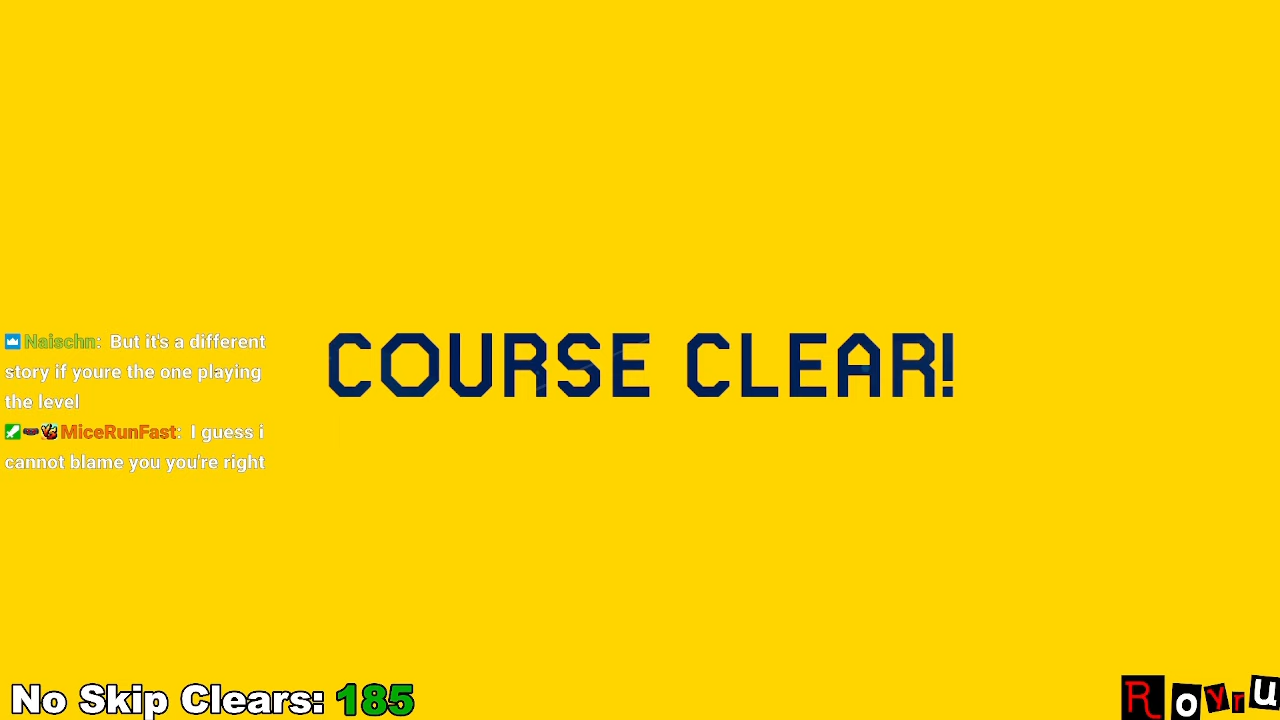 Naischn: But it's a different
story if youre the one playing
the level
MiceRunFast: I guess i
cannot blame you you're right
COURSE CLEAR!
No Skip Clears: 185
Royru